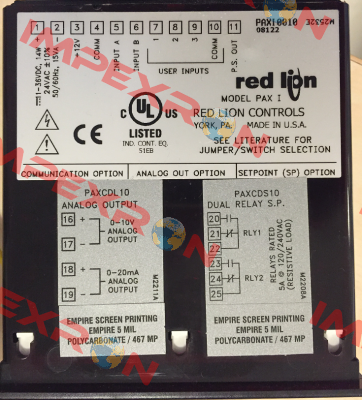 1 2 3 4 5 6 7 8 9 10 11
PAXI0010
08122
11-36VDC, 14W
24VAC ±10%
50/60Hz, 15VA
+12V
COMM
INPUT A
INPUT B
1
2
3
COMM
P.S. OUT
USER INPUTS
red lion
MODEL PAX I
RED LION CONTROLS
YORK, PA. MADE IN U.S.A.
SEE LITERATURE FOR
JUMPER/SWITCH SELECTION
C UL US
LISTED
IND. CONT. EQ.
51EB
CE
COMMUNICATION OPTION
ANALOG OUT OPTION
SETPOINT (SP) OPTION
PAXCDL10
ANALOG OUTPUT
16 + 0-10V
ANALOG
17 - OUTPUT
18 + 0-20mA
ANALOG
19 - OUTPUT
M2211A
EMPIRE SCREEN PRINTING
EMPIRE 5 MIL
POLYCARBONATE / 467 MP
PAXCDS10
DUAL RELAY S.P.
20
21
22
RLY1
23
24
25
RLY2
RELAYS RATED
5A @ 120/240VAC
(RESISTIVE LOAD)
M2208A
EMPIRE SCREEN PRINTING
EMPIRE 5 MIL
POLYCARBONATE / 467 MP
IMPEXRON